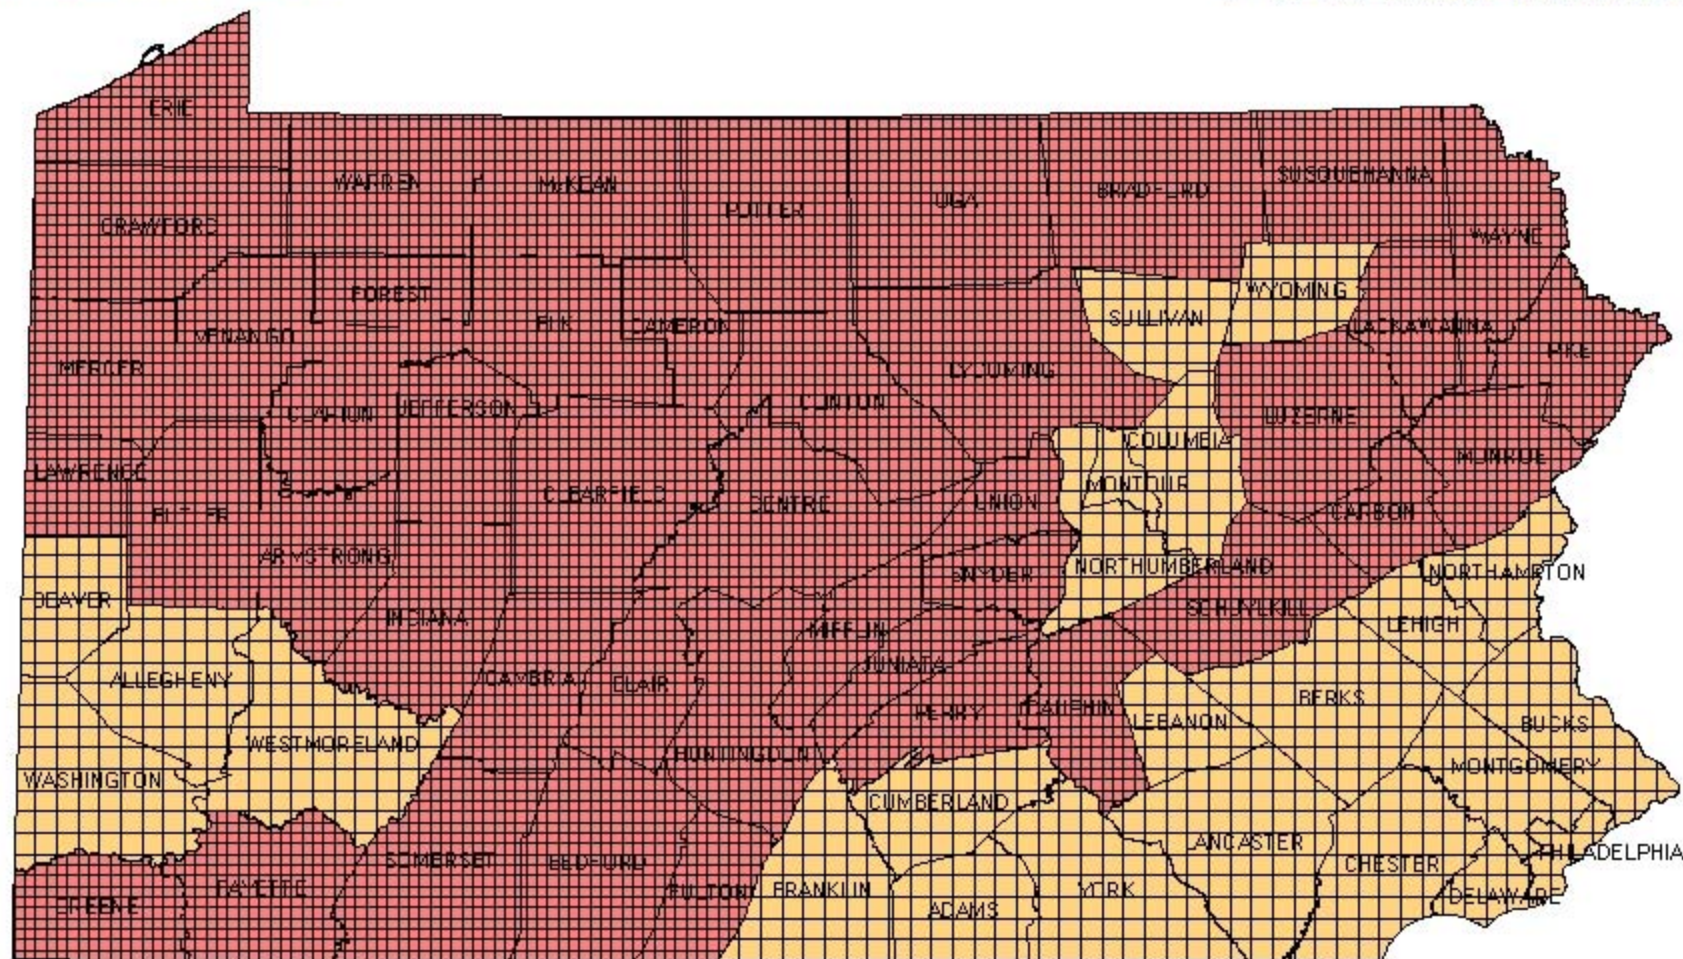 ERIE
WARREN
McKEAN
SUSQUEHANNA
BRADFORD
POTTER
CRAWFORD
WAYNE
FOREST
WYOMING
SULLIVAN
ELK
CAMERON
VENANGO
LACKAWANNA
PIKE
MERCER
LYCOMING
CLINTON
CLARION
JEFFERSON
LUZERNE
COLUMBIA
LAWRENCE
MONROE
MONTOUR
CLEARFIELD
CENTRE
UNION
CARBON
BUTLER
ARMSTRONG
NORTHUMBERLAND
NORTHAMPTON
SNYDER
BEAVER
SCHUYLKILL
INDIANA
LEHIGH
MIFFLIN
JUNIATA
ALLEGHENY
CAMBRIA
BLAIR
BERKS
PERRY
DAUPHIN
LEBANON
BUCKS
WESTMORELAND
HUNTINGDON
MONTGOMERY
WASHINGTON
CUMBERLAND
LANCASTER
PHILADELPHIA
SOMERSET
BEDFORD
CHESTER
FAYETTE
FULTON
FRANKLIN
YORK
DELAWARE
GREENE
ADAMS